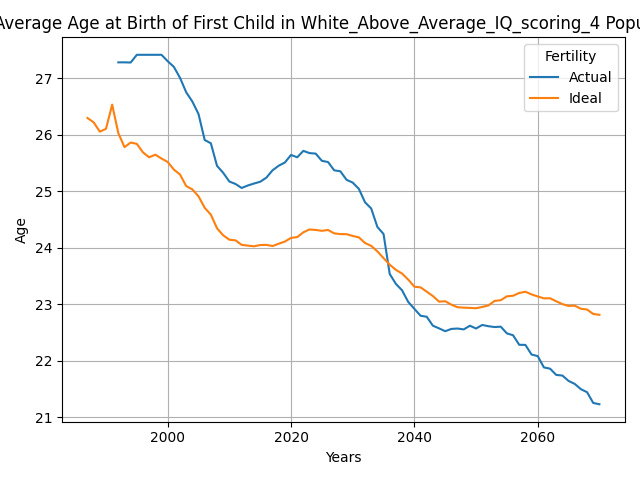 Average Age at Birth of First Child in White_Above_Average_IQ_scoring_4 Popu
Fertility
Actual
Ideal
27
26
25
24
23
22
21
Age
2000
2020
2040
2060
Years